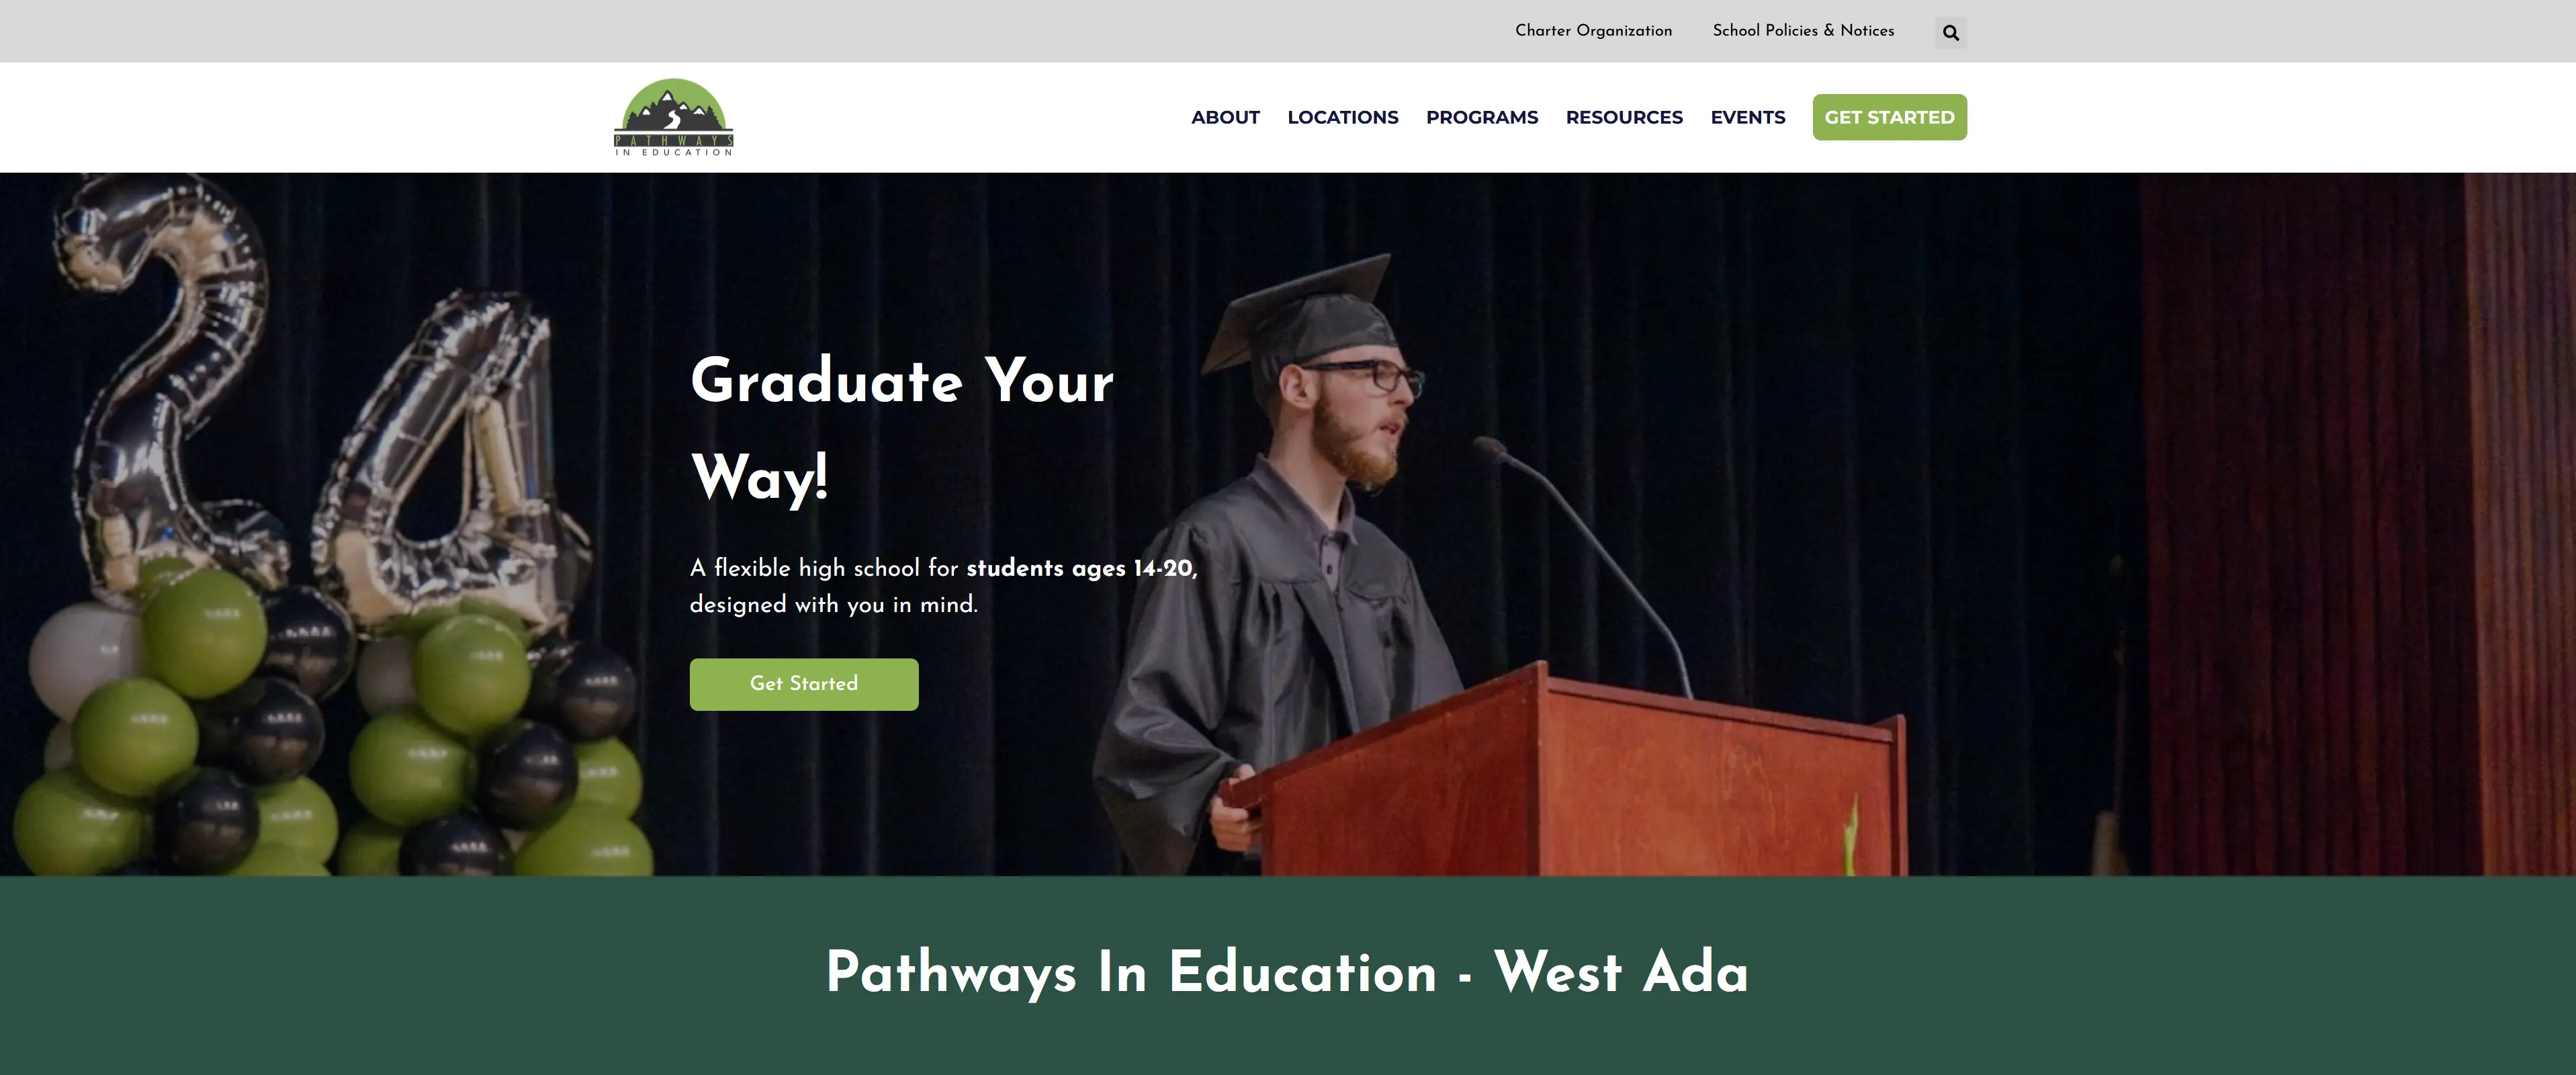 Charter Organization
School Policies & Notices
PATHWAYS
IN EDUCATION
ABOUT
LOCATIONS
PROGRAMS
RESOURCES
EVENTS
GET STARTED
24
Graduate Your
Way!
A flexible high school for students ages 14-20,
designed with you in mind.
Get Started
Pathways In Education - West Ada